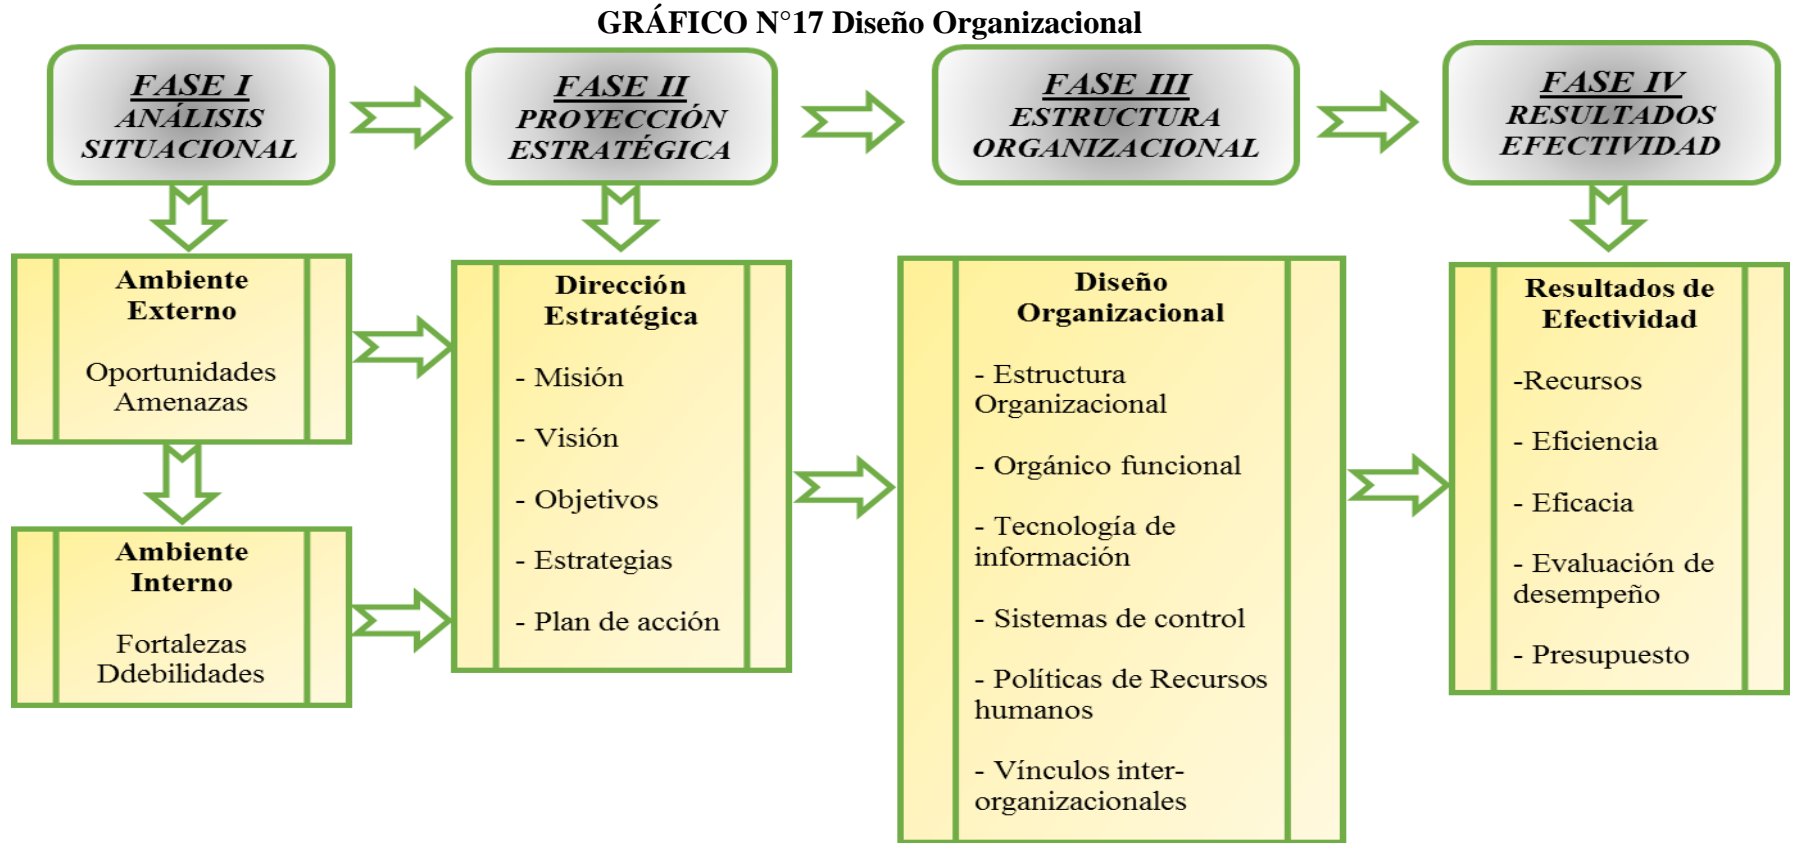 GRÁFICO N°17 Diseño Organizacional
FASE I
ANÁLISIS
SITUACIONAL
FASE II
PROYECCIÓN
ESTRATÉGICA
FASE III
ESTRUCTURA
ORGANIZACIONAL
FASE IV
RESULTADOS
EFECTIVIDAD
Ambiente
Externo
Oportunidades
Amenazas
Ambiente
Interno
Fortalezas
Ddebilidades
Dirección
Estratégica
- Misión
- Visión
- Objetivos
- Estrategias
- Plan de acción
Diseño
Organizacional
- Estructura
Organizacional
- Orgánico funcional
- Tecnología de
información
- Sistemas de control
- Políticas de Recursos
humanos
- Vínculos inter-
organizacionales
Resultados de
Efectividad
-Recursos
- Eficiencia
- Eficacia
- Evaluación de
desempeño
- Presupuesto